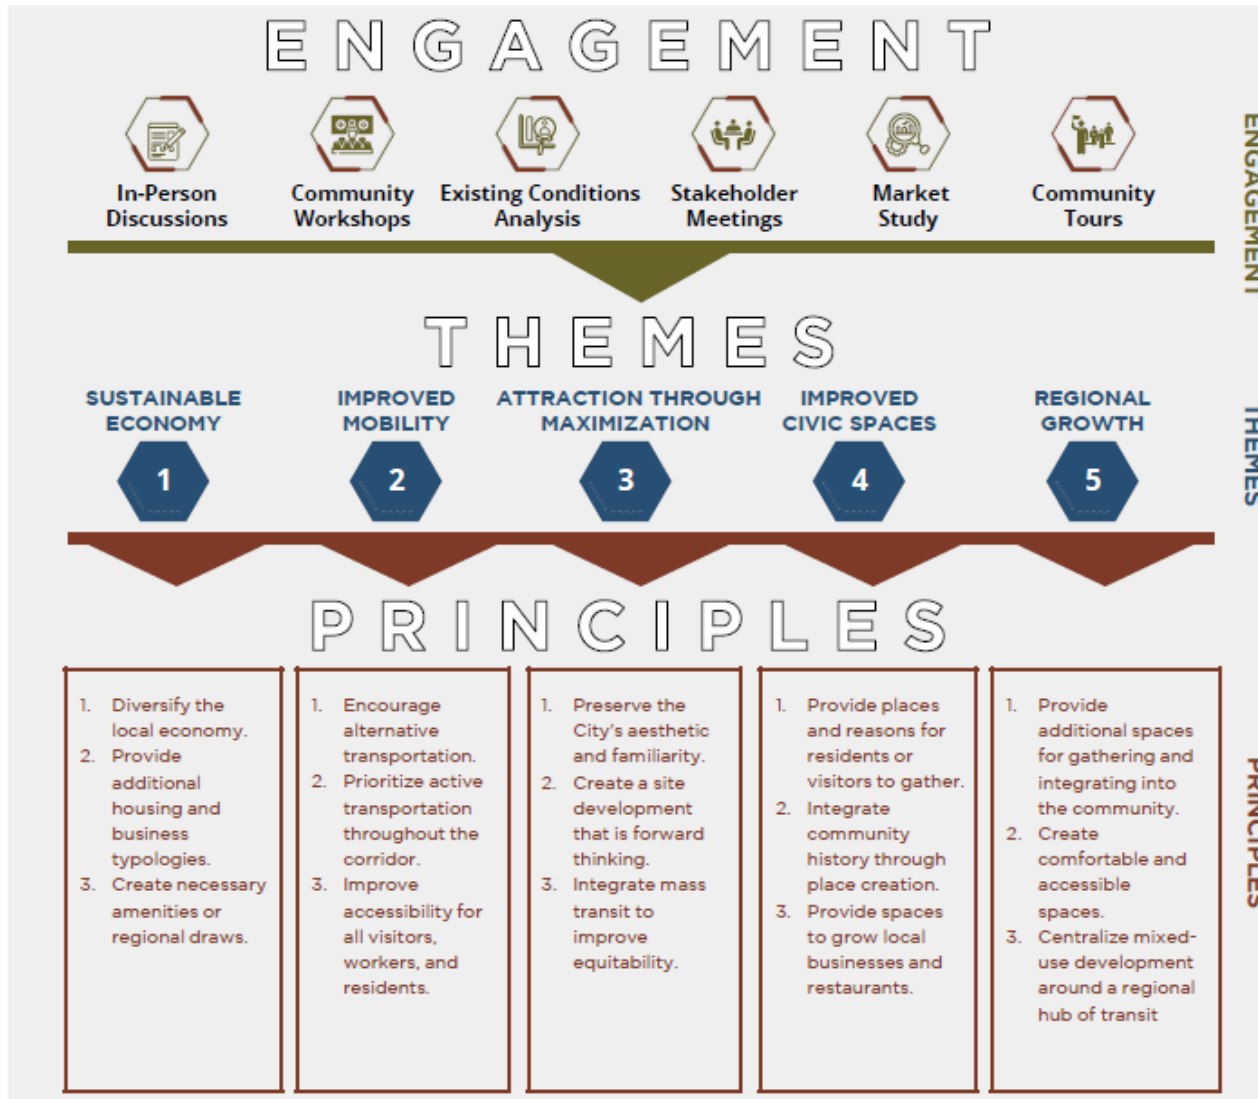 ENGAGEMENT
In-Person
Discussions
Community
Workshops
Existing Conditions
Analysis
Stakeholder
Meetings
Market
Study
Community
Tours
ENGAGEMENT
THEMES
SUSTAINABLE
ECONOMY
1
IMPROVED
MOBILITY
2
ATTRACTION THROUGH
MAXIMIZATION
3
IMPROVED
CIVIC SPACES
4
REGIONAL
GROWTH
5
THEMES
PRINCIPLES
1. Diversify the
local economy.
2. Provide
additional
housing and
business
typologies.
3. Create necessary
amenities or
regional draws.
1. Encourage
alternative
transportation.
2. Prioritize active
transportation
throughout the
corridor.
3. Improve
accessibility for
all visitors,
workers, and
residents.
1. Preserve the
City's aesthetic
and familiarity.
2. Create a site
development
that is forward
thinking.
3. Integrate mass
transit to
improve
equitability.
1. Provide places
and reasons for
residents or
visitors to gather.
2. Integrate
community
history through
place creation.
3. Provide spaces
to grow local
businesses and
restaurants.
1. Provide
additional spaces
for gathering and
integrating into
the community.
2. Create
comfortable and
accessible
spaces.
3. Centralize mixed-
use development
around a regional
hub of transit
PRINCIPLES